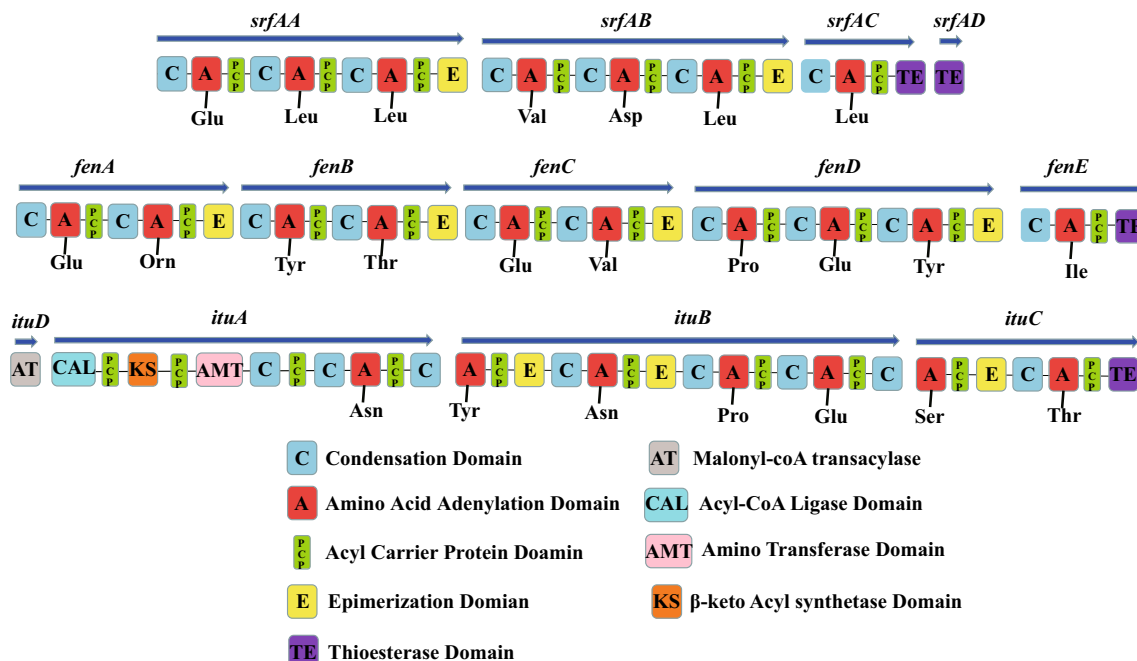 srfAA srfAB srfAC srfAD
C A PCP C A PCP C A PCP E C A PCP C A PCP C A PCP E C A PCP TE TE
Glu Leu Leu Val Asp Leu Leu
fenA fenB fenC fenD fenE
C A PCP C A PCP E C A PCP C A PCP E C A PCP C A PCP E C A PCP C A PCP C A PCP E C A PCP TE
Glu Orn Tyr Thr Glu Val Pro Glu Tyr Ile
ituD ituA ituB ituC
AT CAL PCP KS PCP AMT C PCP C A PCP C A PCP E C A PCP E C A PCP C A PCP C A PCP E C A PCP TE
Asn Tyr Asn Pro Glu Ser Thr
C Condensation Domain
A Amino Acid Adenylation Domain
PCP Acyl Carrier Protein Doamin
E Epimerization Domian
TE Thioesterase Domain
AT Malonyl-coA transacylase
CAL Acyl-CoA Ligase Domain
AMT Amino Transferase Domain
KS β-keto Acyl synthetase Domain